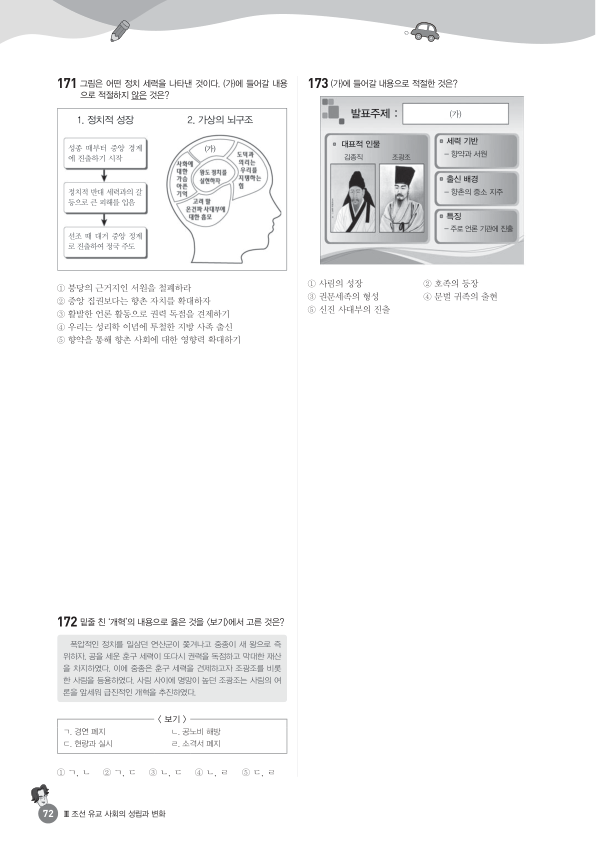 171 그림은 어떤 정치 세력을 나타낸 것이다. (가)에 들어갈 내용
으로 적절하지 않은 것은?
1. 정치적 성장
성종 때부터 중앙 정계
에 진출하기 시작
정치적 반대 세력과의 갈
등으로 큰 피해를 입음
선조 때 대거 중앙 정계
로 진출하여 정국 주도
2. 가상의 뇌구조
(가)
사화에
대한
가슴
아픈
기억
왕도 정치를
실현하자
도덕과
의리는
우리를
지탱하는
힘
고려 말
온건파 사대부에
대한 흠모
① 붕당의 근거지인 서원을 철폐하라
② 중앙 집권보다는 향촌 자치를 확대하자
③ 활발한 언론 활동으로 권력 독점을 견제하기
④ 우리는 성리학 이념에 투철한 지방 사족 출신
⑤ 향약을 통해 향촌 사회에 대한 영향력 확대하기
172 밑줄 친 '개혁'의 내용으로 옳은 것을 〈보기〉에서 고른 것은?
폭압적인 정치를 일삼던 연산군이 쫓겨나고 중종이 새 왕으로 즉
위하자, 공을 세운 훈구 세력이 또다시 권력을 독점하고 막대한 재산
을 차지하였다. 이에 중종은 훈구 세력을 견제하고자 조광조를 비롯
한 사림을 등용하였다. 사림 사이에 명망이 높던 조광조는 사림의 여
론을 앞세워 급진적인 개혁을 추진하였다.
〈 보기 〉
ㄱ. 경연 폐지 ㄴ. 공노비 해방
ㄷ. 현량과 실시 ㄹ. 소격서 폐지
① ㄱ, ㄴ ② ㄱ, ㄷ ③ ㄴ, ㄷ ④ ㄴ, ㄹ ⑤ ㄷ, ㄹ
173 (가)에 들어갈 내용으로 적절한 것은?
발표주제 : (가)
대표적 인물
김종직 조광조
세력 기반
– 향약과 서원
출신 배경
– 향촌의 중소 지주
특징
– 주로 언론 기관에 진출
① 사림의 성장 ② 호족의 등장
③ 권문세족의 형성 ④ 문벌 귀족의 출현
⑤ 신진 사대부의 진출
72 Ⅲ 조선 유교 사회의 성립과 변화